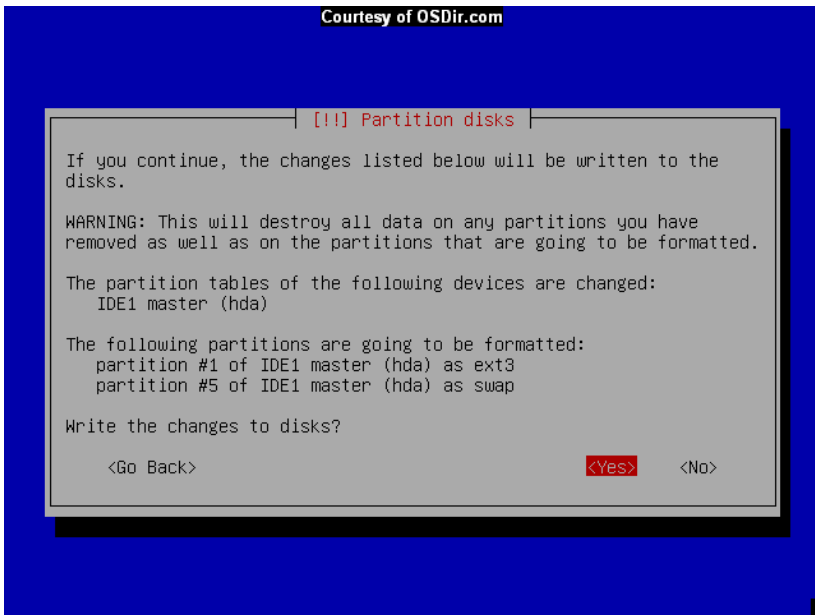 Courtesy of OSDir.com
[!!] Partition disks
If you continue, the changes listed below will be written to the
disks.
WARNING: This will destroy all data on any partitions you have
removed as well as on the partitions that are going to be formatted.
The partition tables of the following devices are changed:
IDE1 master (hda)
The following partitions are going to be formatted:
partition #1 of IDE1 master (hda) as ext3
partition #5 of IDE1 master (hda) as swap
Write the changes to disks?
<Go Back> <Yes> <No>